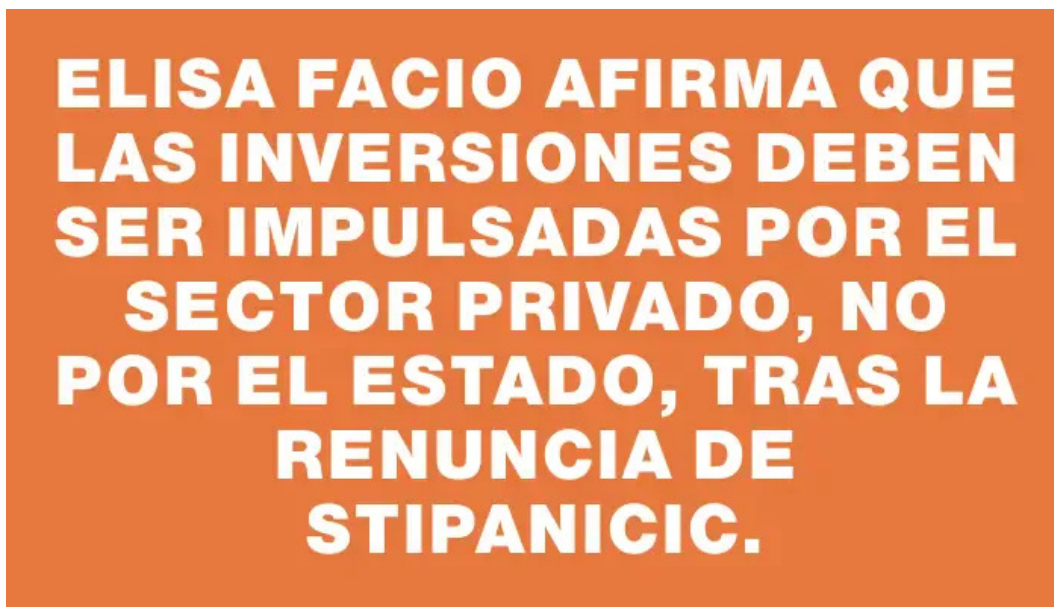 ELISA FACIO AFIRMA QUE
LAS INVERSIONES DEBEN
SER IMPULSADAS POR EL
SECTOR PRIVADO, NO
POR EL ESTADO, TRAS LA
RENUNCIA DE
STIPANICIC.